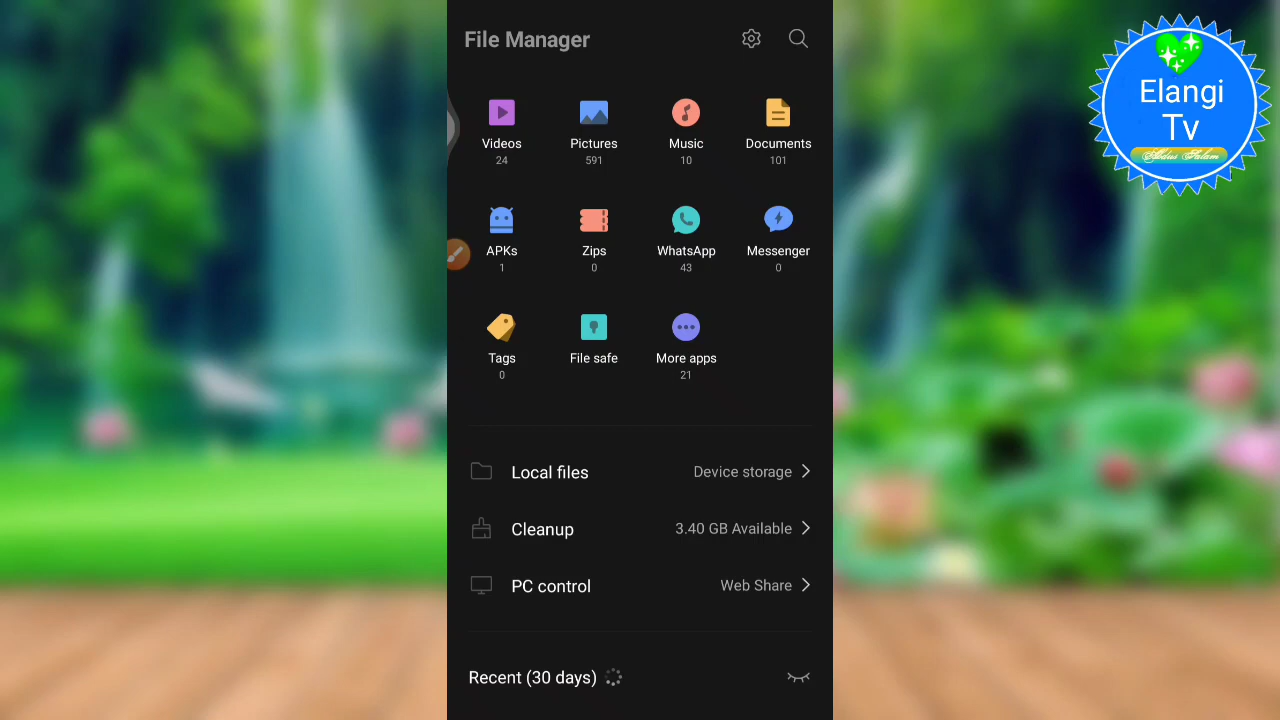 File Manager
Videos
24
Pictures
591
Music
10
Documents
101
APKs
1
Zips
0
WhatsApp
43
Messenger
0
Tags
0
File safe
More apps
21
Local files
Device storage
Cleanup
3.40 GB Available
PC control
Web Share
Recent (30 days)
Elangi
Tv